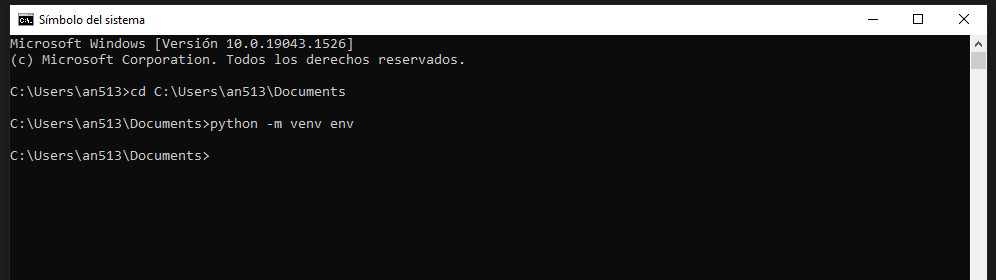 Símbolo del sistema
Microsoft Windows [Versión 10.0.19043.1526]
(c) Microsoft Corporation. Todos los derechos reservados.
C:\Users\an513>cd C:\Users\an513\Documents
C:\Users\an513\Documents>python -m venv env
C:\Users\an513\Documents>